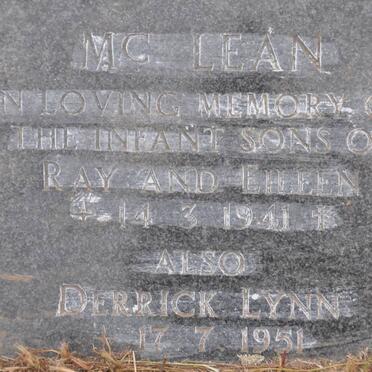 MC LEAN
IN LOVING MEMORY O
THE INFANT SONS O
RAY AND EILEEN
14 3 1941
ALSO
DERRICK LYNN
17 7 1951